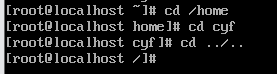 [root@localhost ~]# cd /home
[root@localhost home]# cd cyf
[root@localhost cyf]# cd ../..
[root@localhost /]#